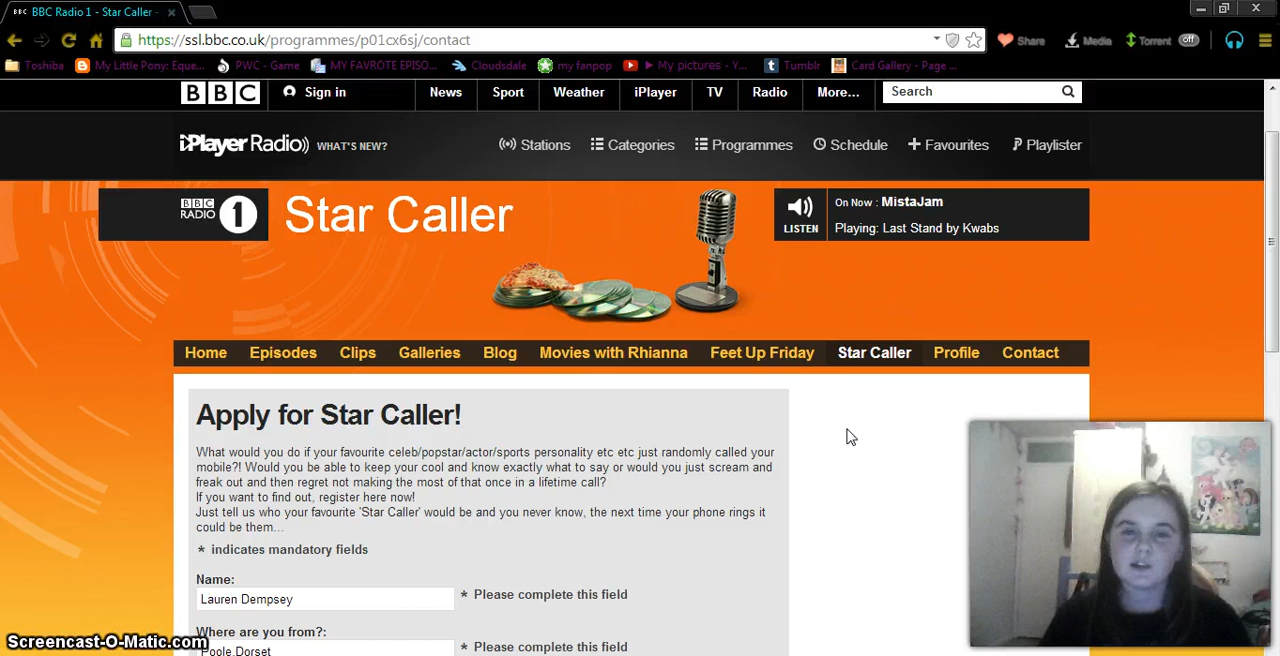 BBC BBC Radio 1 - Star Caller -
https://ssl.bbc.co.uk/programmes/p01cx6sj/contact
Share Media Torrent off
Toshiba My Little Pony: Eque... PWC - Game MY FAVROTE EPISO... Cloudsdale my fanpop My pictures - Y... Tumblr Card Gallery - Page ...
BBC Sign in News Sport Weather iPlayer TV Radio More... Search
iPlayer Radio WHAT'S NEW? Stations Categories Programmes Schedule Favourites Playlister
BBC RADIO 1 Star Caller
LISTEN On Now : MistaJam
Playing: Last Stand by Kwabs
Home Episodes Clips Galleries Blog Movies with Rhianna Feet Up Friday Star Caller Profile Contact
Apply for Star Caller!
What would you do if your favourite celeb/popstar/actor/sports personality etc etc just randomly called your
mobile?! Would you be able to keep your cool and know exactly what to say or would you just scream and
freak out and then regret not making the most of that once in a lifetime call?
If you want to find out, register here now!
Just tell us who your favourite 'Star Caller' would be and you never know, the next time your phone rings it
could be them...
* indicates mandatory fields
Name:
Lauren Dempsey * Please complete this field
Where are you from?:
Poole,Dorset * Please complete this field
Screencast-O-Matic.com